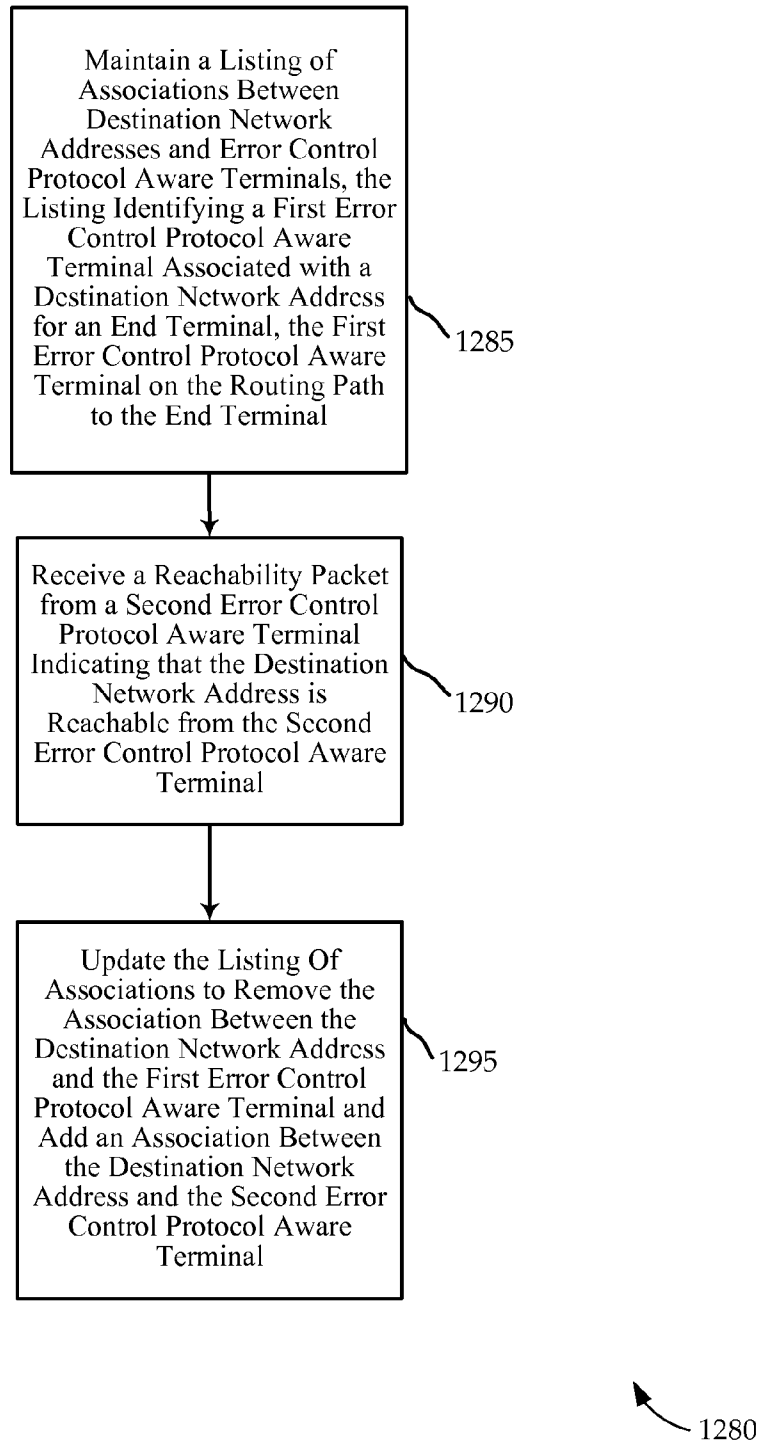 Maintain a Listing of
Associations Between
Destination Network
Addresses and Error Control
Protocol Aware Terminals, the
Listing Identifying a First Error
Control Protocol Aware
Terminal Associated with a
Destination Network Address
for an End Terminal, the First
Error Control Protocol Aware
Terminal on the Routing Path
to the End Terminal
1285
Receive a Reachability Packet
from a Second Error Control
Protocol Aware Terminal
Indicating that the Destination
Network Address is
Reachable from the Second
Error Control Protocol Aware
Terminal
1290
Update the Listing Of
Associations to Remove the
Association Between the
Destination Network Address
and the First Error Control
Protocol Aware Terminal and
Add an Association Between
the Destination Network
Address and the Second Error
Control Protocol Aware
Terminal
1295
1280